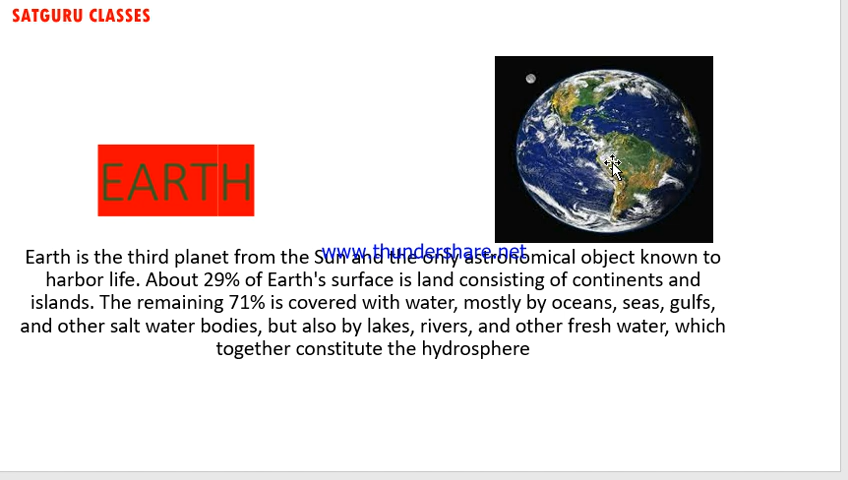 SATGURU CLASSES
EARTH
www.thundershare.net
Earth is the third planet from the Sun and the only astronomical object known to
harbor life. About 29% of Earth's surface is land consisting of continents and
islands. The remaining 71% is covered with water, mostly by oceans, seas, gulfs,
and other salt water bodies, but also by lakes, rivers, and other fresh water, which
together constitute the hydrosphere